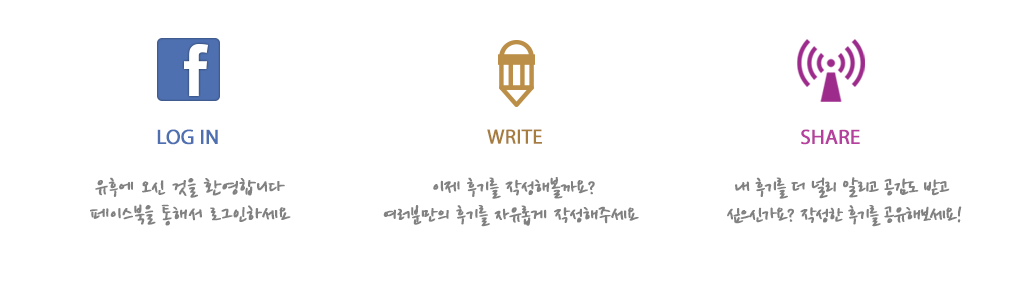 LOG IN
유후에 오신 것을 환영합니다
페이스북을 통해서 로그인하세요
WRITE
이제 후기를 작성해볼까요?
여러분만의 후기를 자유롭게 작성해주세요
SHARE
내 후기를 더 널리 알리고 공감도 받고
싶으신가요? 작성한 후기를 공유해보세요!